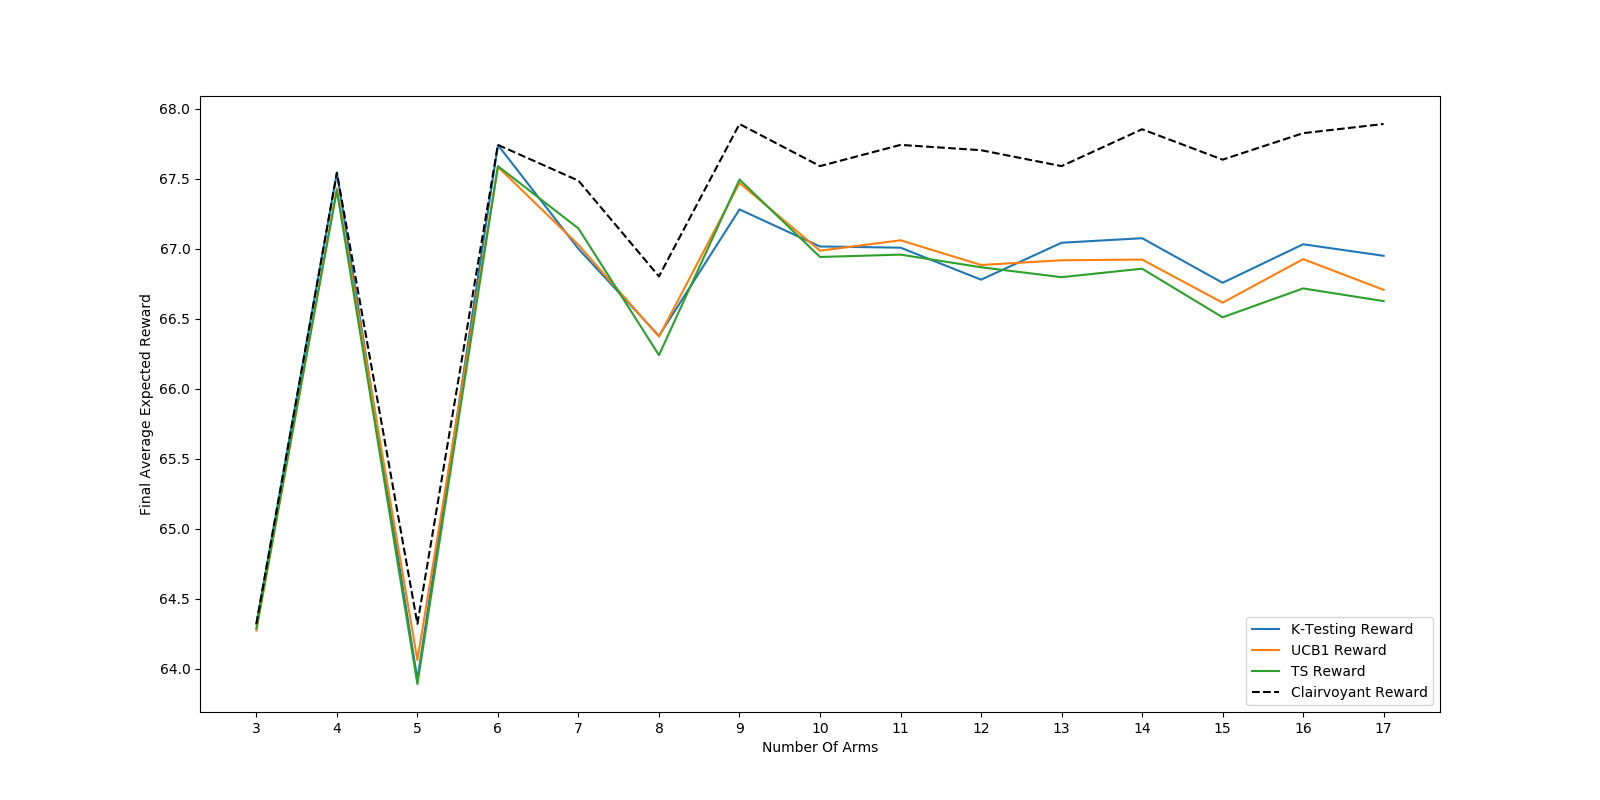 68.0
67.5
67.0
66.5
66.0
65.5
65.0
64.5
64.0
Final Average Expected Reward
3 4 5 6 7 8 9 10 11 12 13 14 15 16 17
Number Of Arms
K-Testing Reward
UCB1 Reward
TS Reward
Clairvoyant Reward